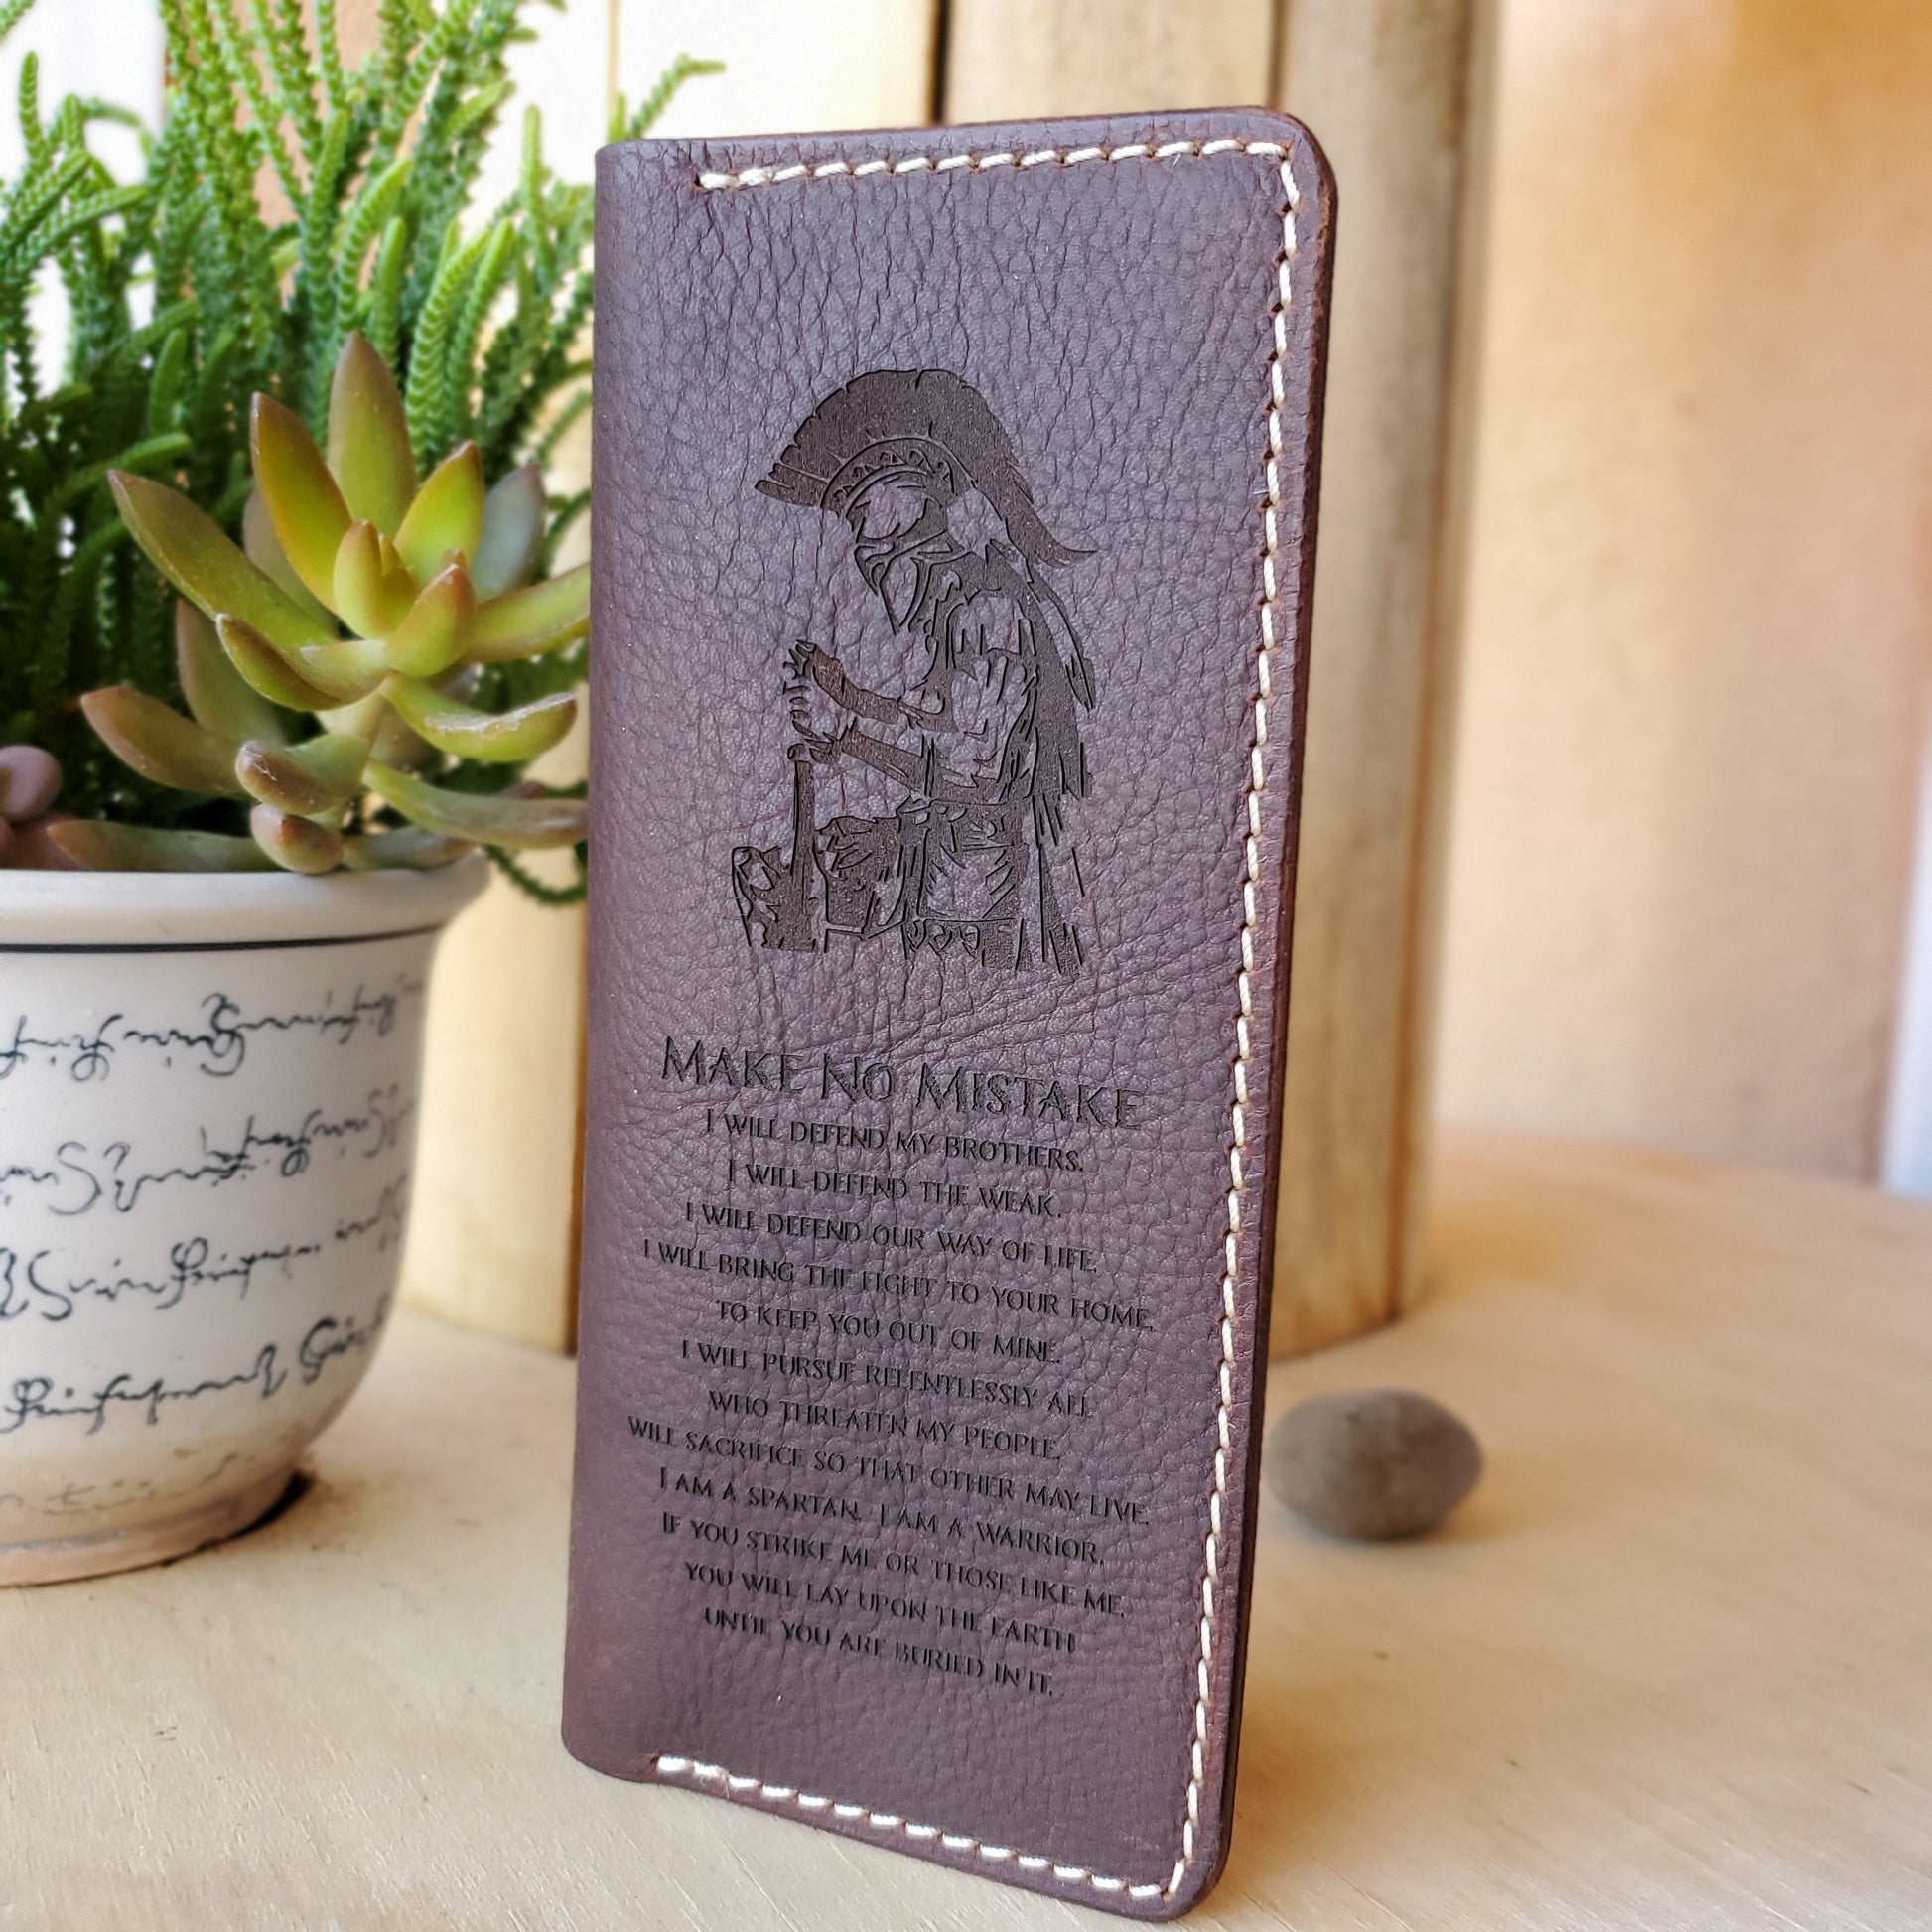 MAKE NO MISTAKE
I WILL DEFEND MY BROTHERS.
I WILL DEFEND THE WEAK.
I WILL DEFEND OUR WAY OF LIFE.
I WILL BRING THE FIGHT TO YOUR HOME,
TO KEEP YOU OUT OF MINE.
I WILL PURSUE RELENTLESSLY ALL
WHO THREATEN MY PEOPLE.
WILL SACRIFICE SO THAT OTHER MAY LIVE.
I AM A SPARTAN. I AM A WARRIOR.
IF YOU STRIKE ME OR THOSE LIKE ME,
YOU WILL LAY UPON THE EARTH
UNTIL YOU ARE BURIED IN IT.